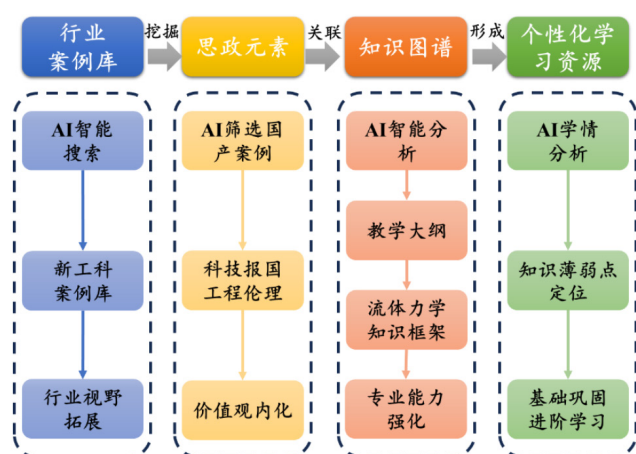 行业
案例库
挖掘
思政元素
关联
知识图谱
形成
个性化学
习资源
AI智能
搜索
新工科
案例库
行业视野
拓展
AI筛选国
产案例
科技报国
工程伦理
价值观内化
AI智能分
析
教学大纲
流体力学
知识框架
专业能力
强化
AI学情
分析
知识薄弱点
定位
基础巩固
进阶学习